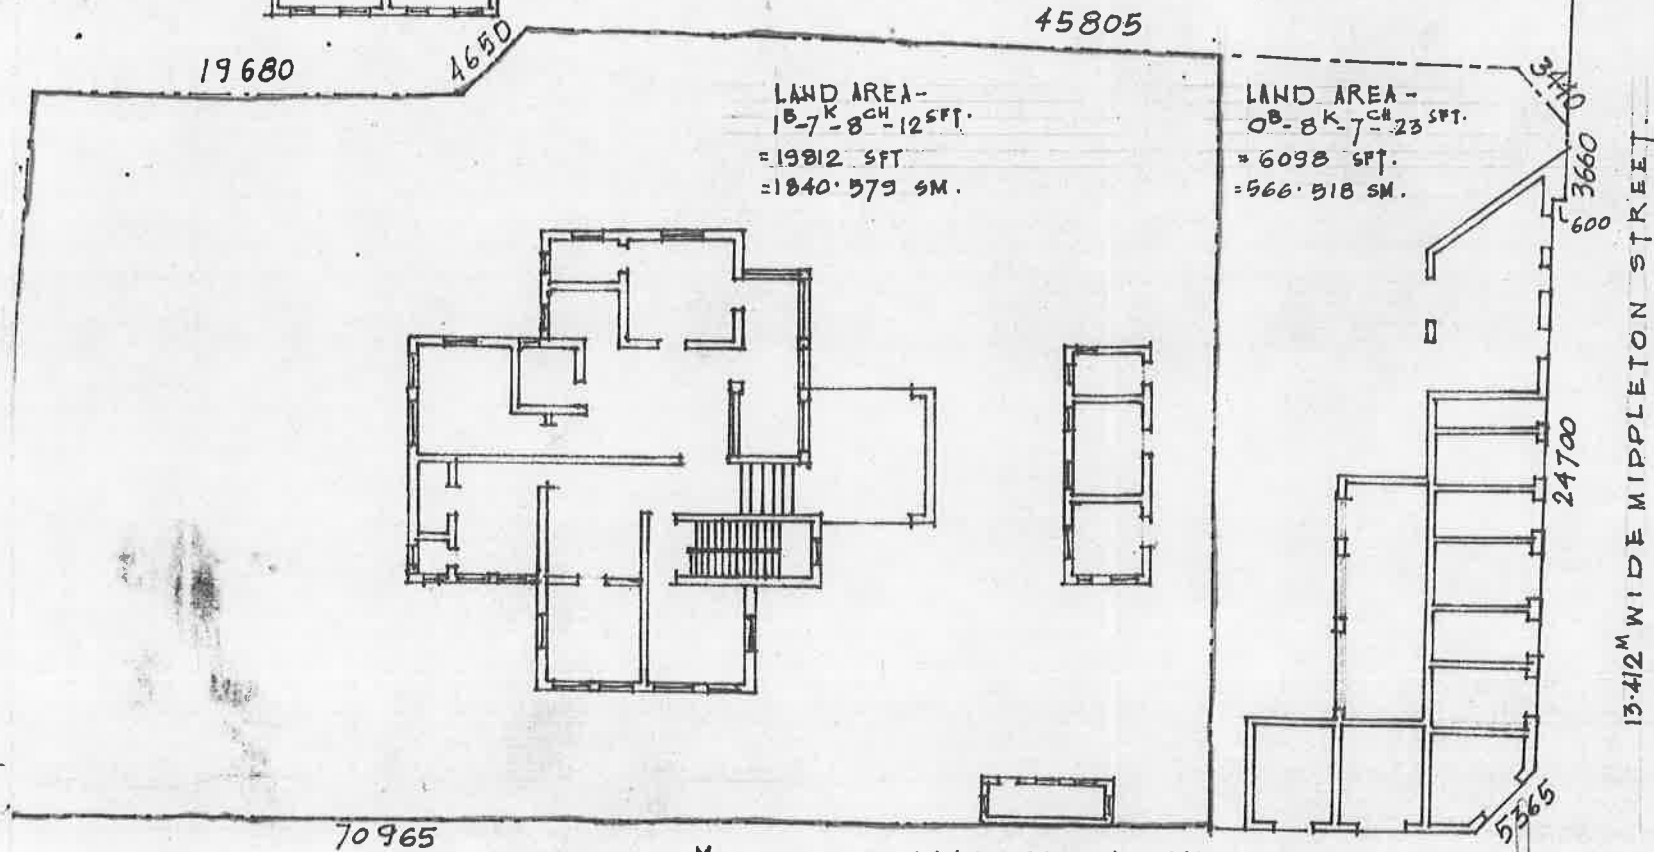 45805
19680
4650
3440
LAND AREA-
1B-7K-8CH-12SFT.
=19812 SFT
=1840.579 SM.
LAND AREA-
0B-8K-7CH-23SFT.
=6098 SFT.
=566.518 SM.
3660
600
24700
13.412M WIDE MIDDLETON STREET.
5365
70965
M